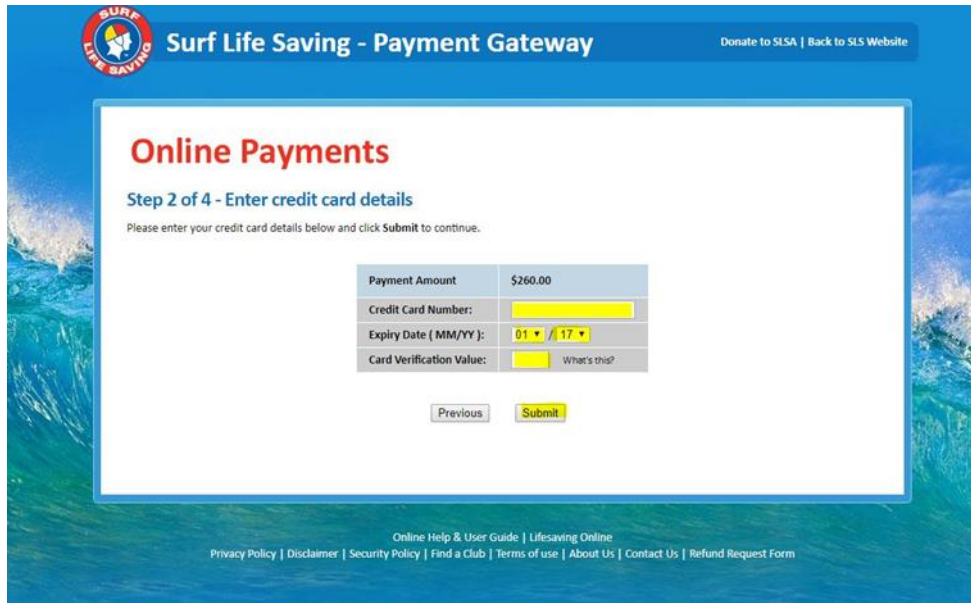 SURF
LIFE SAVING
Surf Life Saving - Payment Gateway
Donate to SLSA | Back to SLS Website
Online Payments
Step 2 of 4 - Enter credit card details
Please enter your credit card details below and click Submit to continue.
Payment Amount $260.00
Credit Card Number:
Expiry Date ( MM/YY ): 01 / 17
Card Verification Value: What's this?
Previous Submit
Online Help & User Guide | Lifesaving Online
Privacy Policy | Disclaimer | Security Policy | Find a Club | Terms of use | About Us | Contact Us | Refund Request Form